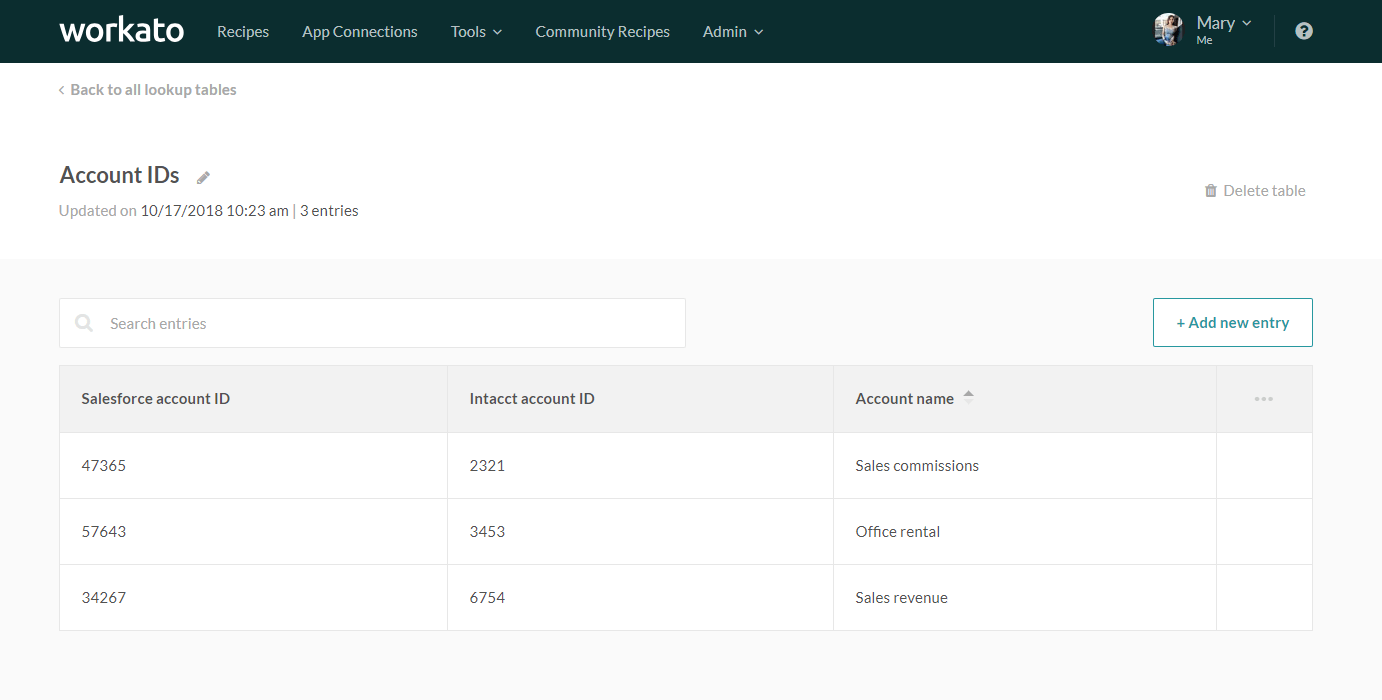 workato Recipes App Connections Tools Community Recipes Admin Mary
Me
Back to all lookup tables
Account IDs
Updated on 10/17/2018 10:23 am | 3 entries
Delete table
Search entries
+ Add new entry
Salesforce account ID Intacct account ID Account name
47365 2321 Sales commissions
57643 3453 Office rental
34267 6754 Sales revenue